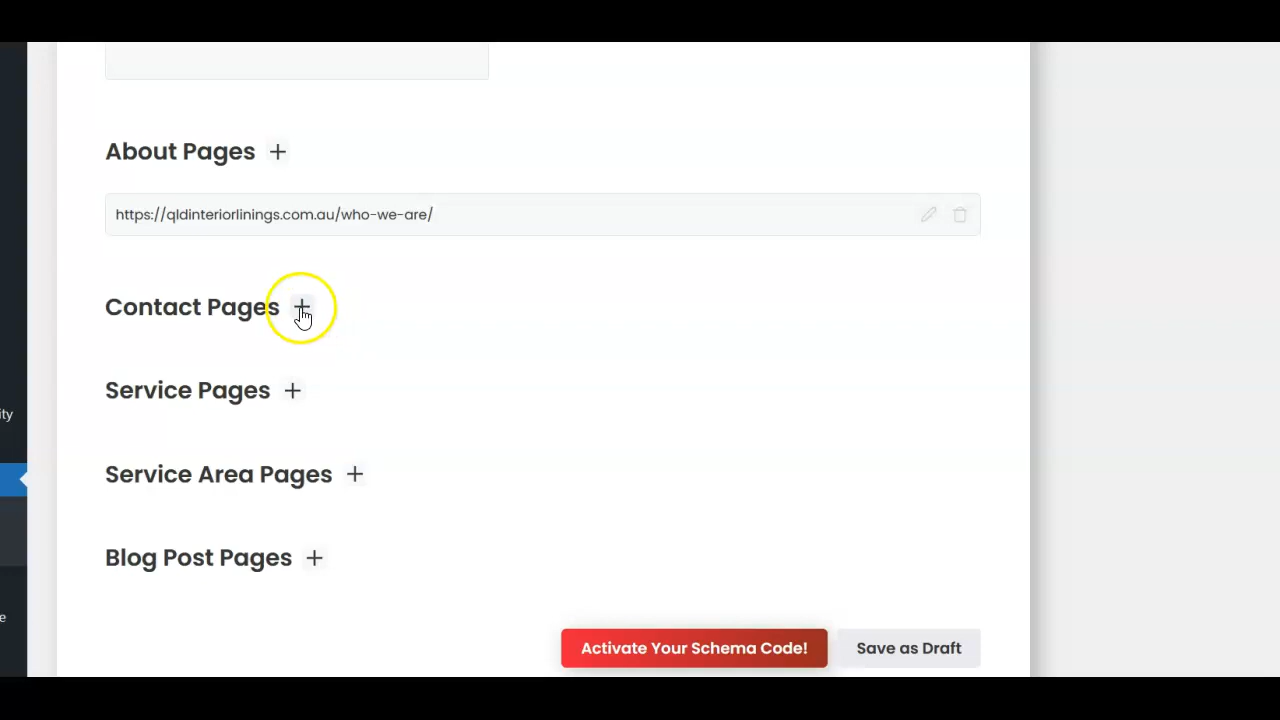 About Pages +
https://qldinteriorlinings.com.au/who-we-are/
Contact Pages +
Service Pages +
ity
Service Area Pages +
Blog Post Pages +
e
Activate Your Schema Code! Save as Draft